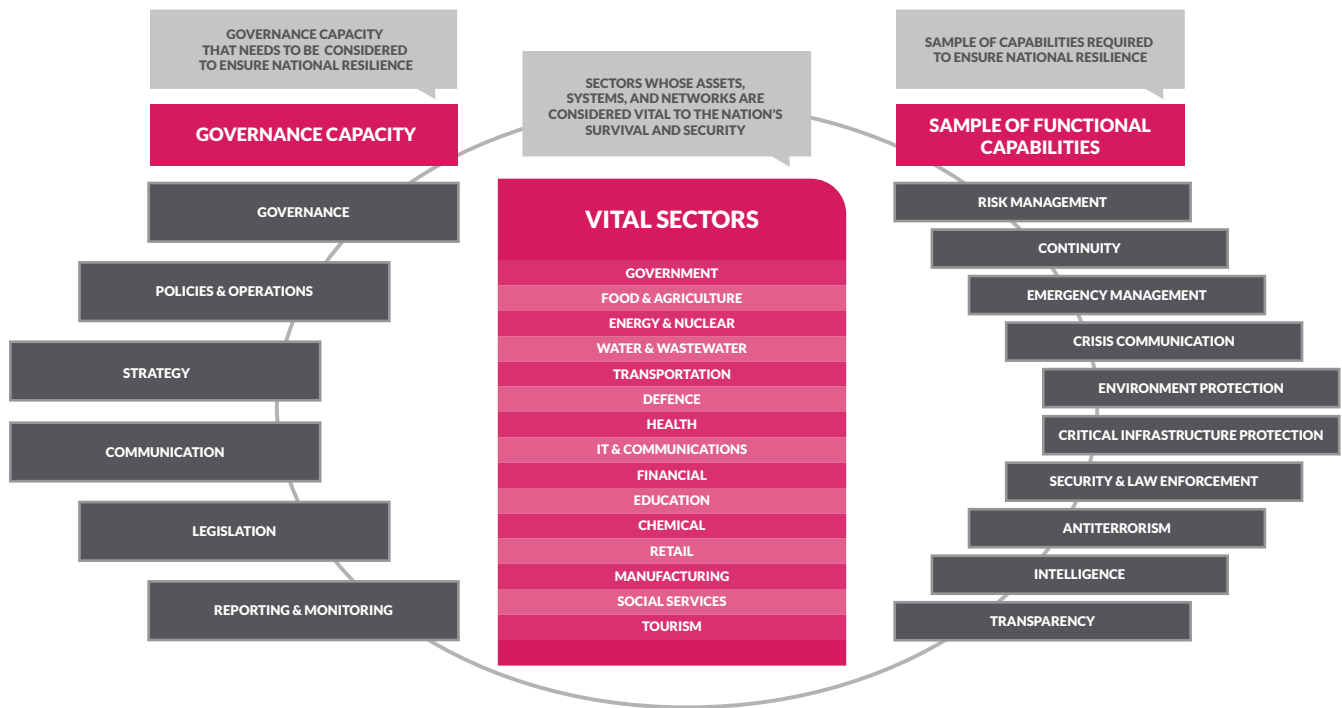 GOVERNANCE CAPACITY
THAT NEEDS TO BE CONSIDERED
TO ENSURE NATIONAL RESILIENCE
GOVERNANCE CAPACITY
GOVERNANCE
POLICIES & OPERATIONS
STRATEGY
COMMUNICATION
LEGISLATION
REPORTING & MONITORING
SECTORS WHOSE ASSETS,
SYSTEMS, AND NETWORKS ARE
CONSIDERED VITAL TO THE NATION'S
SURVIVAL AND SECURITY
VITAL SECTORS
GOVERNMENT
FOOD & AGRICULTURE
ENERGY & NUCLEAR
WATER & WASTEWATER
TRANSPORTATION
DEFENCE
HEALTH
IT & COMMUNICATIONS
FINANCIAL
EDUCATION
CHEMICAL
RETAIL
MANUFACTURING
SOCIAL SERVICES
TOURISM
SAMPLE OF CAPABILITIES REQUIRED
TO ENSURE NATIONAL RESILIENCE
SAMPLE OF FUNCTIONAL
CAPABILITIES
RISK MANAGEMENT
CONTINUITY
EMERGENCY MANAGEMENT
CRISIS COMMUNICATION
ENVIRONMENT PROTECTION
CRITICAL INFRASTRUCTURE PROTECTION
SECURITY & LAW ENFORCEMENT
ANTITERRORISM
INTELLIGENCE
TRANSPARENCY